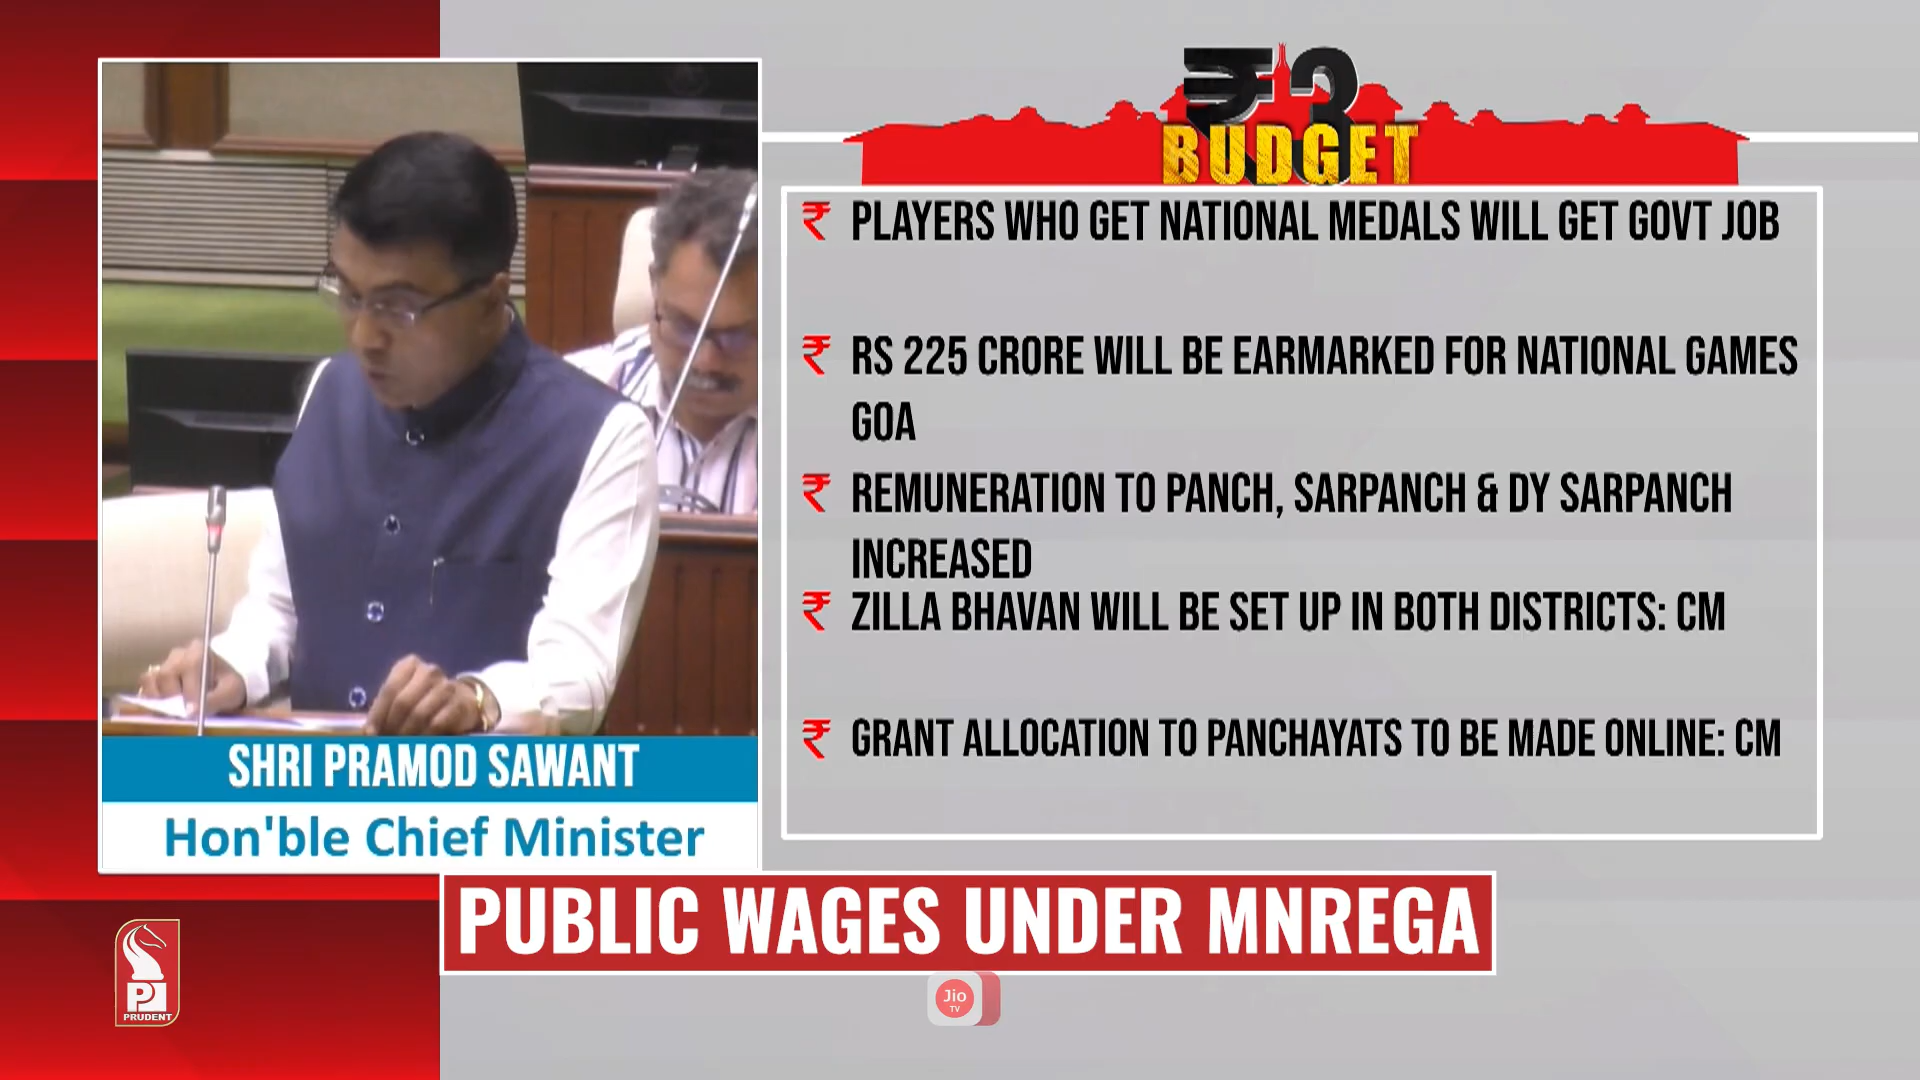 ₹3
BUDGET
₹ PLAYERS WHO GET NATIONAL MEDALS WILL GET GOVT JOB
₹ RS 225 CRORE WILL BE EARMARKED FOR NATIONAL GAMES
GOA
₹ REMUNERATION TO PANCH, SARPANCH & DY SARPANCH
INCREASED
₹ ZILLA BHAVAN WILL BE SET UP IN BOTH DISTRICTS: CM
₹ GRANT ALLOCATION TO PANCHAYATS TO BE MADE ONLINE: CM
SHRI PRAMOD SAWANT
Hon'ble Chief Minister
PUBLIC WAGES UNDER MNREGA
P
PRUDENT
Jio
TV